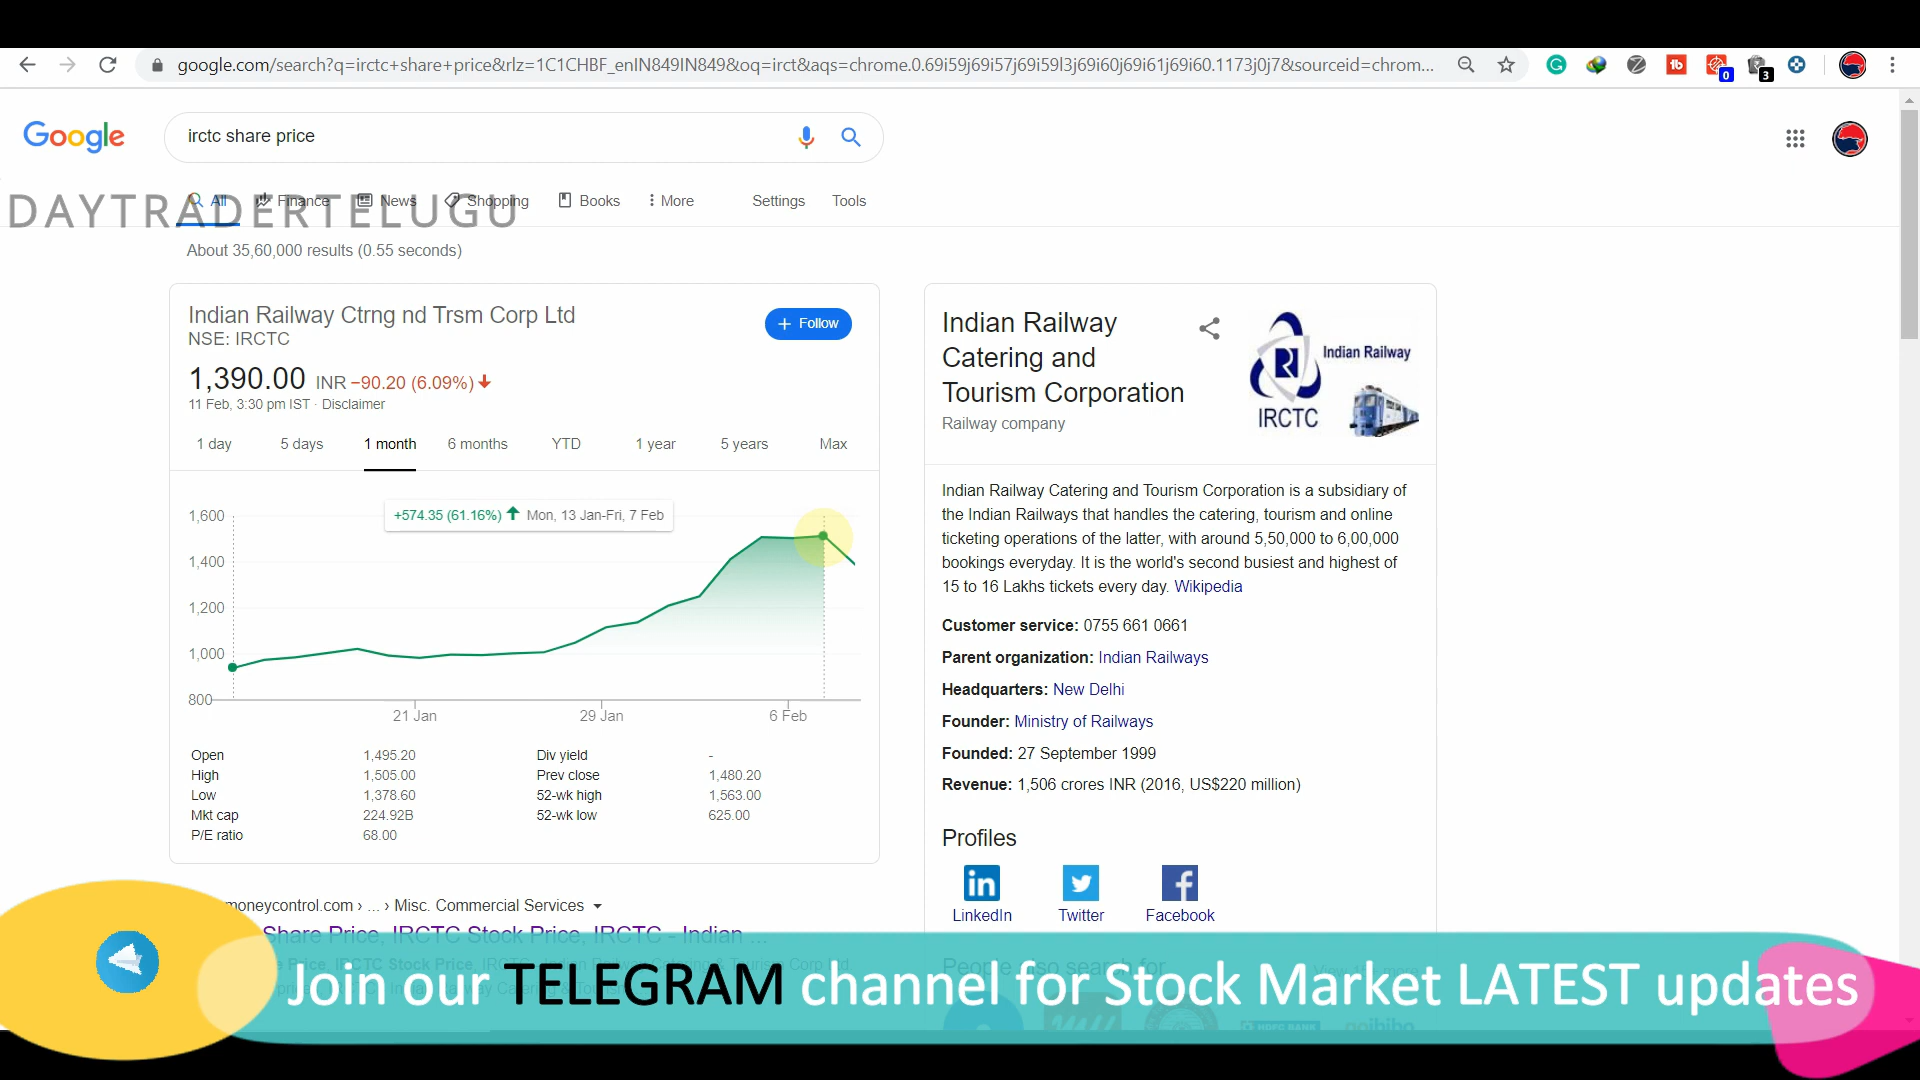 google.com/search?q=irctc+share+price&rlz=1C1CHBF_enIN849IN849&oq=irct&aqs=chrome.0.69i59j69i57j69i59l3j69i60j69i61j69i60.1173j0j7&sourceid=chrom...
0
3
Google
irctc share price
DAYTRADERTELUGU
All Finance News Shopping Books More Settings Tools
About 35,60,000 results (0.55 seconds)
Indian Railway Ctrng nd Trsm Corp Ltd
NSE: IRCTC
+ Follow
1,390.00 INR −90.20 (6.09%)
11 Feb, 3:30 pm IST · Disclaimer
1 day 5 days 1 month 6 months YTD 1 year 5 years Max
+574.35 (61.16%) Mon, 13 Jan-Fri, 7 Feb
1,600
1,400
1,200
1,000
800
21 Jan 29 Jan 6 Feb
Open 1,495.20 Div yield -
High 1,505.00 Prev close 1,480.20
Low 1,378.60 52-wk high 1,563.00
Mkt cap 224.92B 52-wk low 625.00
P/E ratio 68.00
Indian Railway
Catering and
Tourism Corporation
Railway company
Indian Railway
IRCTC
Indian Railway Catering and Tourism Corporation is a subsidiary of
the Indian Railways that handles the catering, tourism and online
ticketing operations of the latter, with around 5,50,000 to 6,00,000
bookings everyday. It is the world's second busiest and highest of
15 to 16 Lakhs tickets every day. Wikipedia
Customer service: 0755 661 0661
Parent organization: Indian Railways
Headquarters: New Delhi
Founder: Ministry of Railways
Founded: 27 September 1999
Revenue: 1,506 crores INR (2016, US$220 million)
Profiles
LinkedIn Twitter Facebook
moneycontrol.com › ... › Misc. Commercial Services
Share Price, IRCTC Stock Price, IRCTC - Indian ...
People also search for
Join our TELEGRAM channel for Stock Market LATEST updates